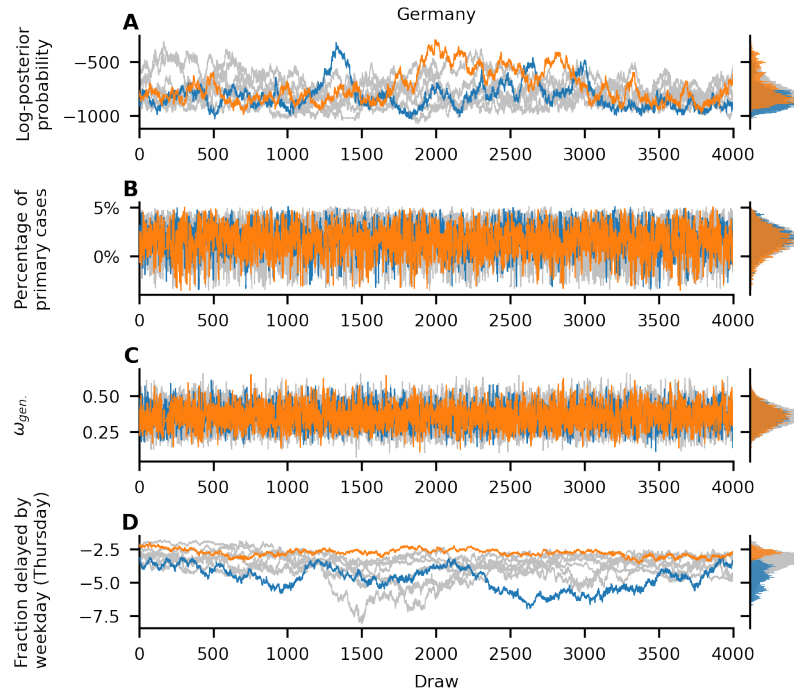 Germany
A
Log-posterior
probability
−500
−1000
0 500 1000 1500 2000 2500 3000 3500 4000
B
Percentage of
primary cases
5%
0%
0 500 1000 1500 2000 2500 3000 3500 4000
C
ω_gen.
0.50
0.25
0 500 1000 1500 2000 2500 3000 3500 4000
D
Fraction delayed by
weekday (Thursday)
−2.5
−5.0
−7.5
0 500 1000 1500 2000 2500 3000 3500 4000
Draw